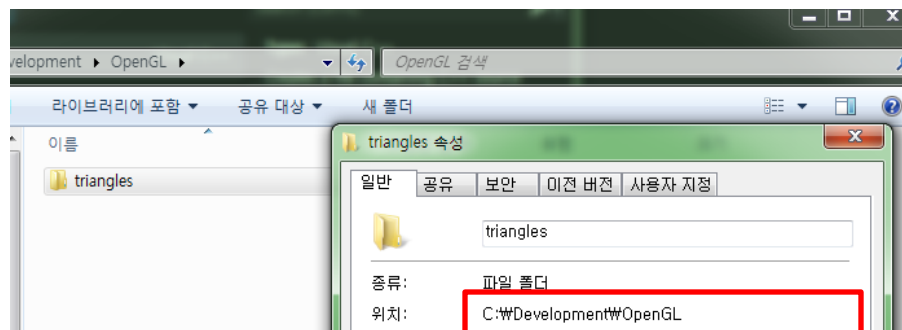 velopment ▸ OpenGL ▸
OpenGL 검색
라이브러리에 포함 ▼ 공유 대상 ▼ 새 폴더
이름
triangles
triangles 속성
일반 공유 보안 이전 버전 사용자 지정
triangles
종류: 파일 폴더
위치: C:₩Development₩OpenGL